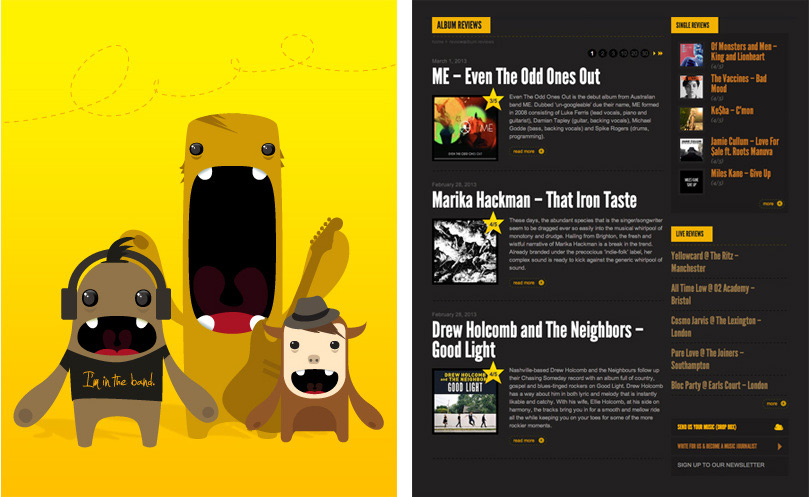 I'm in the band.
ALBUM REVIEWS
March 1, 2013
ME – Even The Odd Ones Out
3/5
ME
Even The Odd Ones Out is the debut album from Australian
band ME. Dubbed 'un-googleable' due their name, ME formed
in 2008 consisting of Luke Ferris (lead vocals, piano and
guitarist), Damian Tapley (guitar, backing vocals), Michael
Godde (bass, backing vocals) and Spike Rogers (drums,
programming).
read more
February 28, 2013
Marika Hackman – That Iron Taste
4/5
These days, the abundant species that is the singer/songwriter
seem to be dragged ever so easily into the musical whirlpool of
monotony and drudge. Hailing from Brighton, the fresh and
wistful narrative of Marika Hackman is a break in the trend.
Already branded under the precocious 'indie-folk' label, her
complex sound is ready to kick against the generic whirlpool of
sound.
read more
February 26, 2013
Drew Holcomb and The Neighbors –
Good Light
4/5
DREW HOLCOMB
AND THE NEIGHBORS
GOOD LIGHT
Nashville-based Drew Holcomb and the Neighbours follow up
their Chasing Someday record with an album full of country,
gospel and blues-tinged rockers on Good Light. Drew Holcomb
has a way about him in both lyric and melody that is instantly
likable and catchy. With his wife, Ellie Holcomb, at his side on
harmony, the tracks bring you in for a smooth and mellow ride
all the while keeping you on your toes for some of the more
rockier moments.
read more
SINGLE REVIEWS
Of Monsters and Men –
King and Lionheart
The Vaccines – Bad
Mood
Ke$ha – C'mon
Jamie Cullum – Love For
$ale ft. Roots Manuva
Miles Kane – Give Up
more
LIVE REVIEWS
Yellowcard @ The Ritz –
Manchester
All Time Low @ O2 Academy –
Bristol
Cosmo Jarvis @ The Lexington –
London
Pure Love @ The Joiners –
Southampton
Bloc Party @ Earls Court – London
more
SEND US YOUR MUSIC (DROP BOX)
WRITE FOR US & BECOME A MUSIC JOURNALIST
SIGN UP TO OUR NEWSLETTER